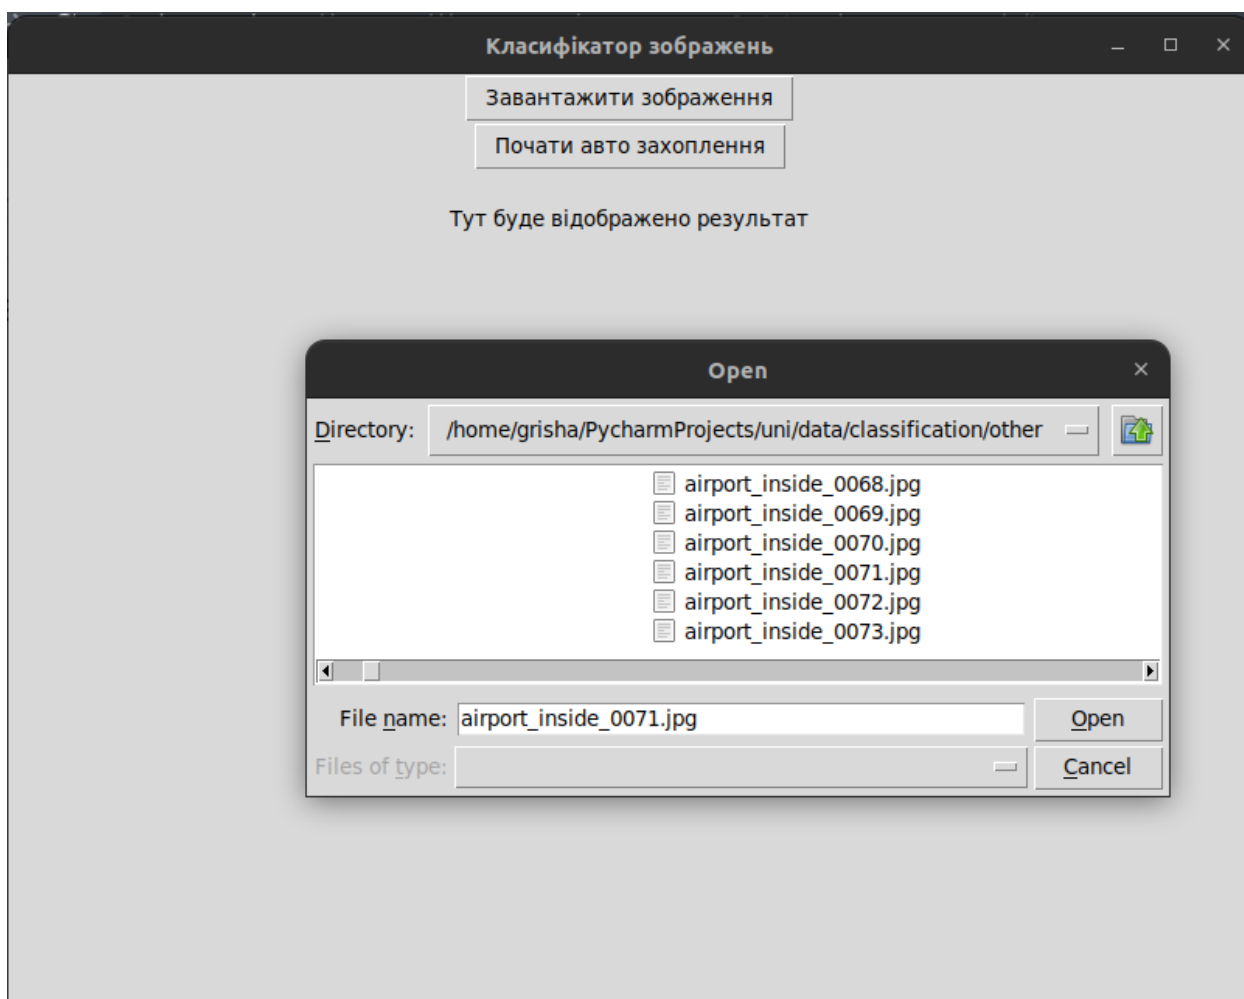 Класифікатор зображень
Завантажити зображення
Почати авто захоплення
Тут буде відображено результат
Open
Directory: /home/grisha/PycharmProjects/uni/data/classification/other
airport_inside_0068.jpg
airport_inside_0069.jpg
airport_inside_0070.jpg
airport_inside_0071.jpg
airport_inside_0072.jpg
airport_inside_0073.jpg
File name: airport_inside_0071.jpg Open
Files of type: Cancel